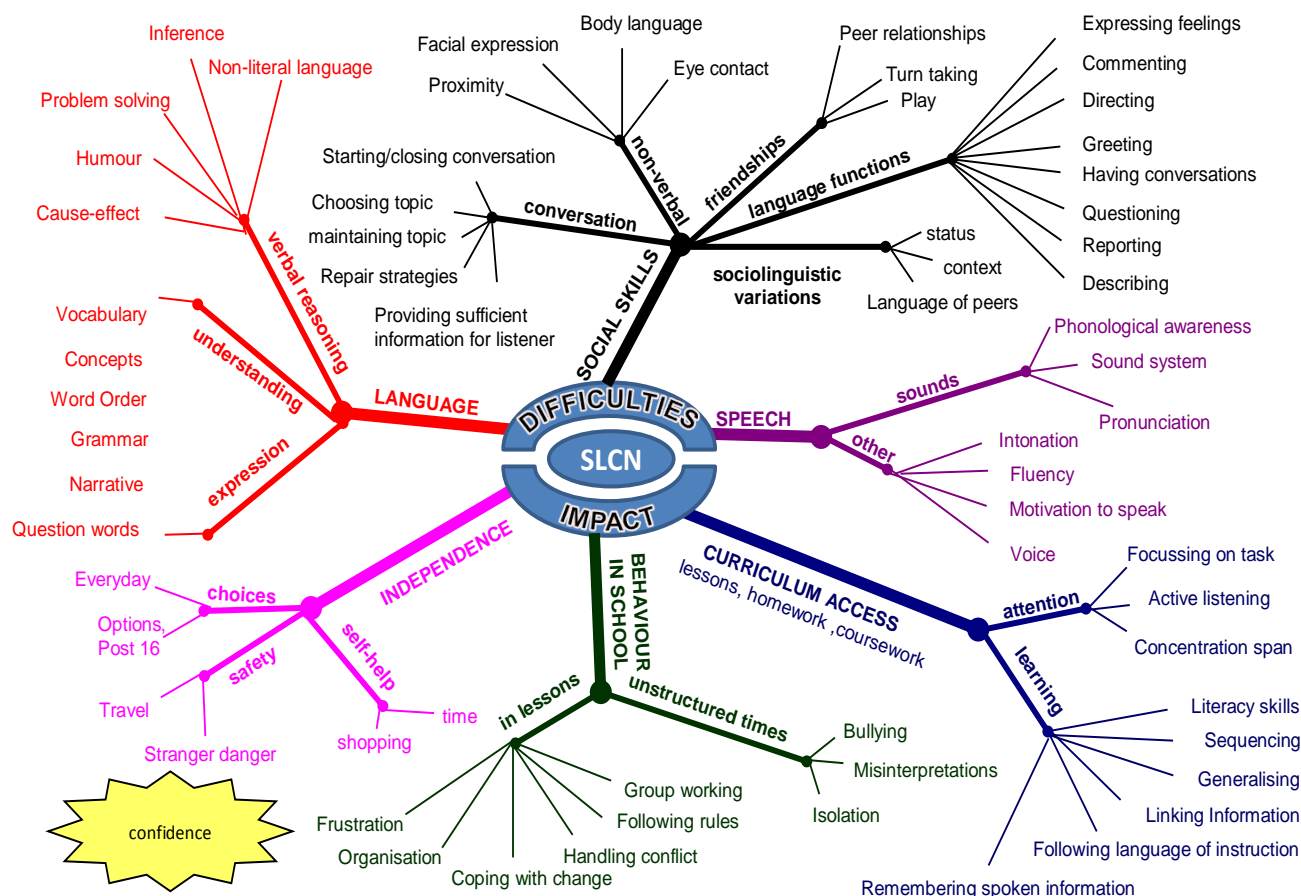 SLCN
DIFFICULTIES
IMPACT
LANGUAGE
verbal reasoning
Inference
Non-literal language
Problem solving
Humour
Cause-effect
understanding
expression
Vocabulary
Concepts
Word Order
Grammar
Narrative
Question words
SOCIAL SKILLS
conversation
Starting/closing conversation
Choosing topic
maintaining topic
Repair strategies
Providing sufficient
information for listener
non-verbal
Body language
Facial expression
Eye contact
Proximity
friendships
Peer relationships
Turn taking
Play
language functions
Expressing feelings
Commenting
Directing
Greeting
Having conversations
Questioning
Reporting
Describing
sociolinguistic
variations
status
context
Language of peers
SPEECH
sounds
Phonological awareness
Sound system
Pronunciation
other
Intonation
Fluency
Motivation to speak
Voice
CURRICULUM ACCESS
lessons, homework ,coursework
attention
Focussing on task
Active listening
Concentration span
learning
Literacy skills
Sequencing
Generalising
Linking Information
Following language of instruction
Remembering spoken information
BEHAVIOUR
IN SCHOOL
unstructured times
Bullying
Misinterpretations
Isolation
in lessons
Group working
Following rules
Handling conflict
Coping with change
Organisation
Frustration
INDEPENDENCE
choices
Everyday
Options,
Post 16
safety
Travel
Stranger danger
self-help
time
shopping
confidence